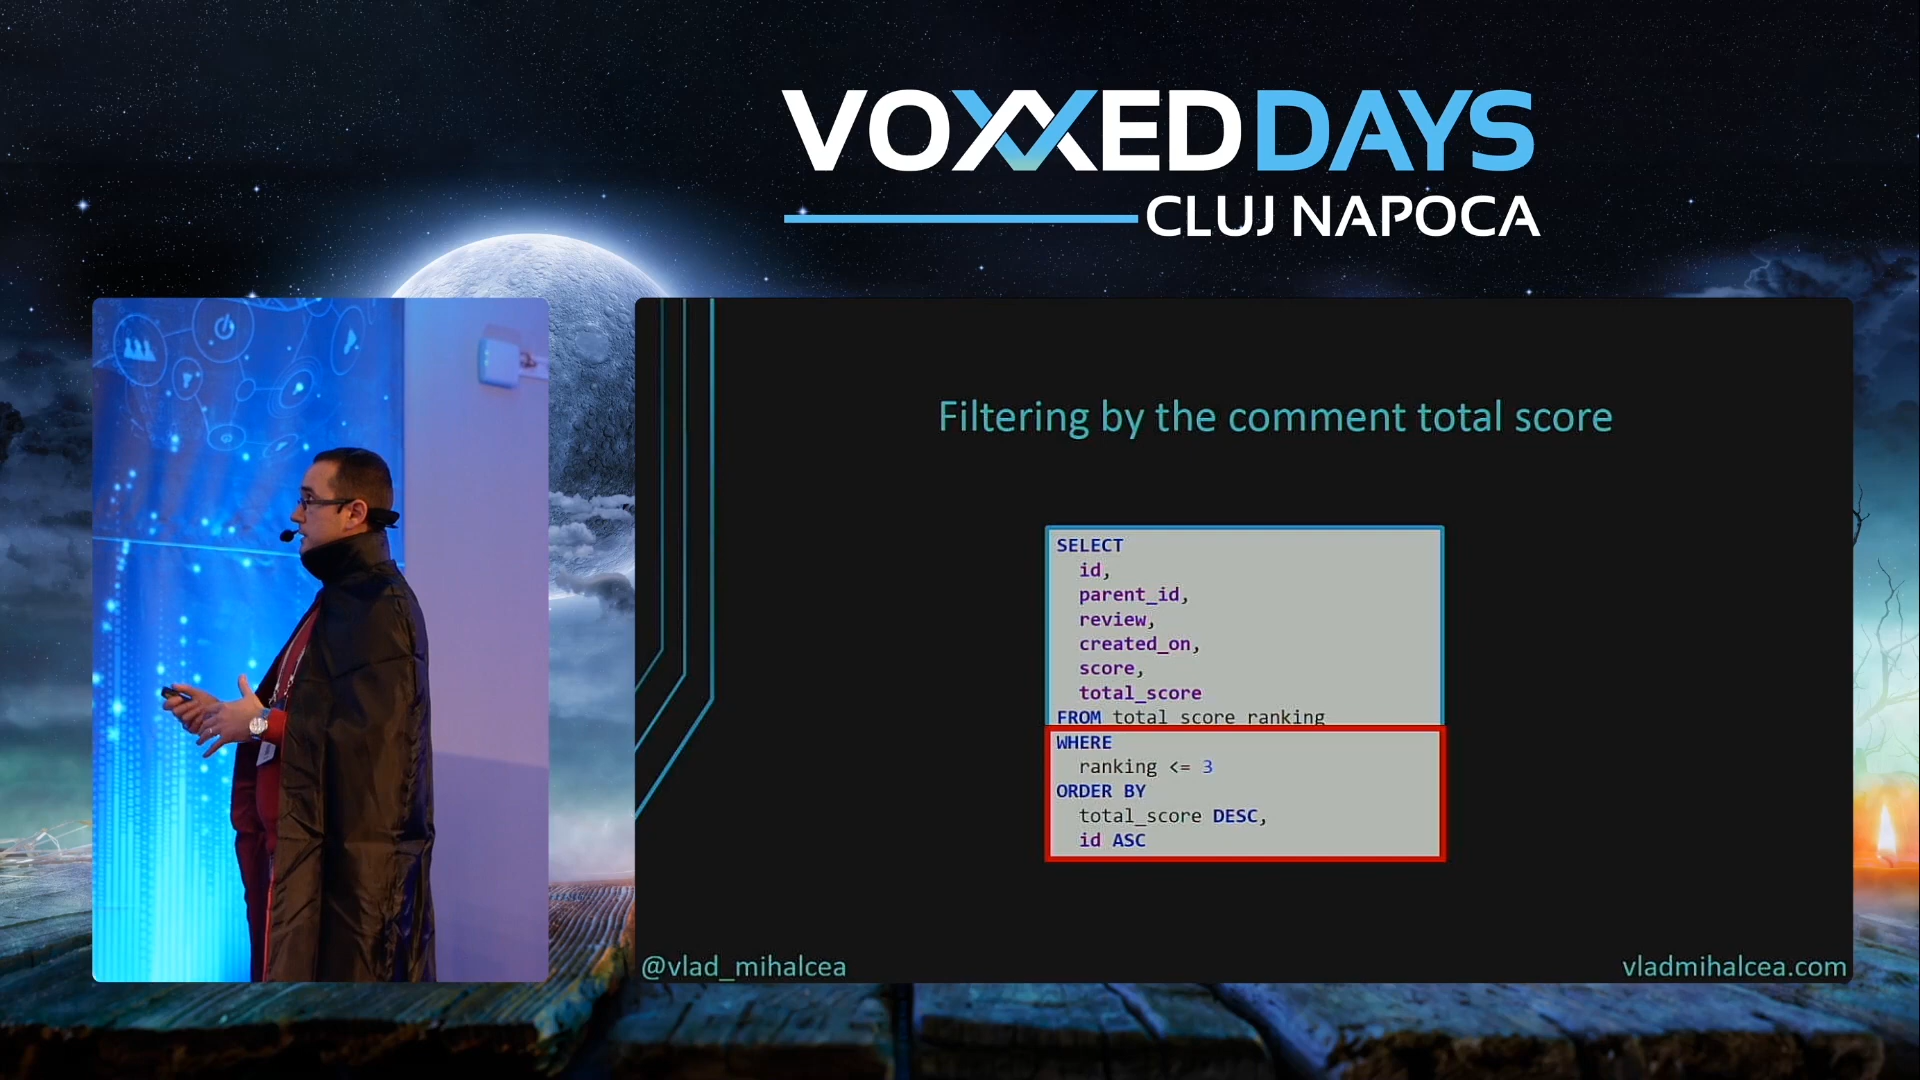 VOXXED DAYS
CLUJ NAPOCA
Filtering by the comment total score
SELECT
id,
parent_id,
review,
created_on,
score,
total_score
FROM total_score_ranking
WHERE
ranking <= 3
ORDER BY
total_score DESC,
id ASC
@vlad_mihalcea
vladmihalcea.com